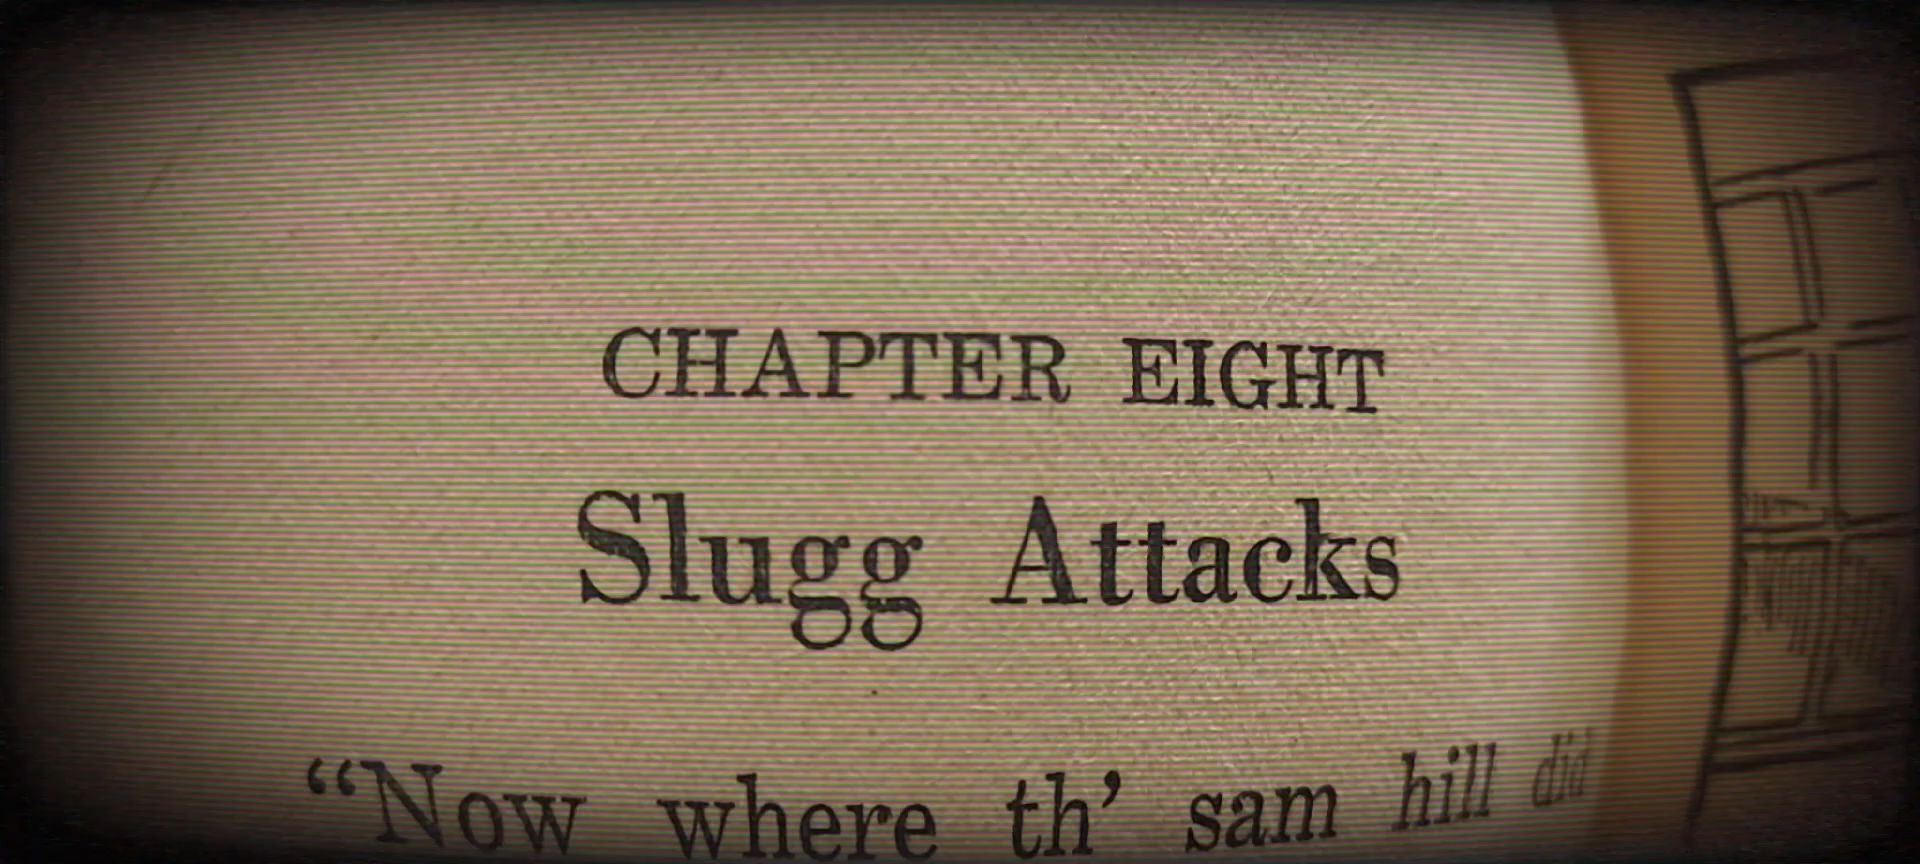 CHAPTER EIGHT
Slugg Attacks
“Now where th’ sam hill did